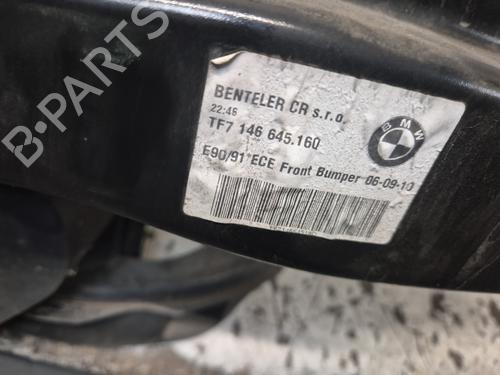 BENTELER CR s.r.o.
22:46
TF7 146 645.160
E90/91 ECE Front Bumper 06-09-10
BMW
B-PARTS